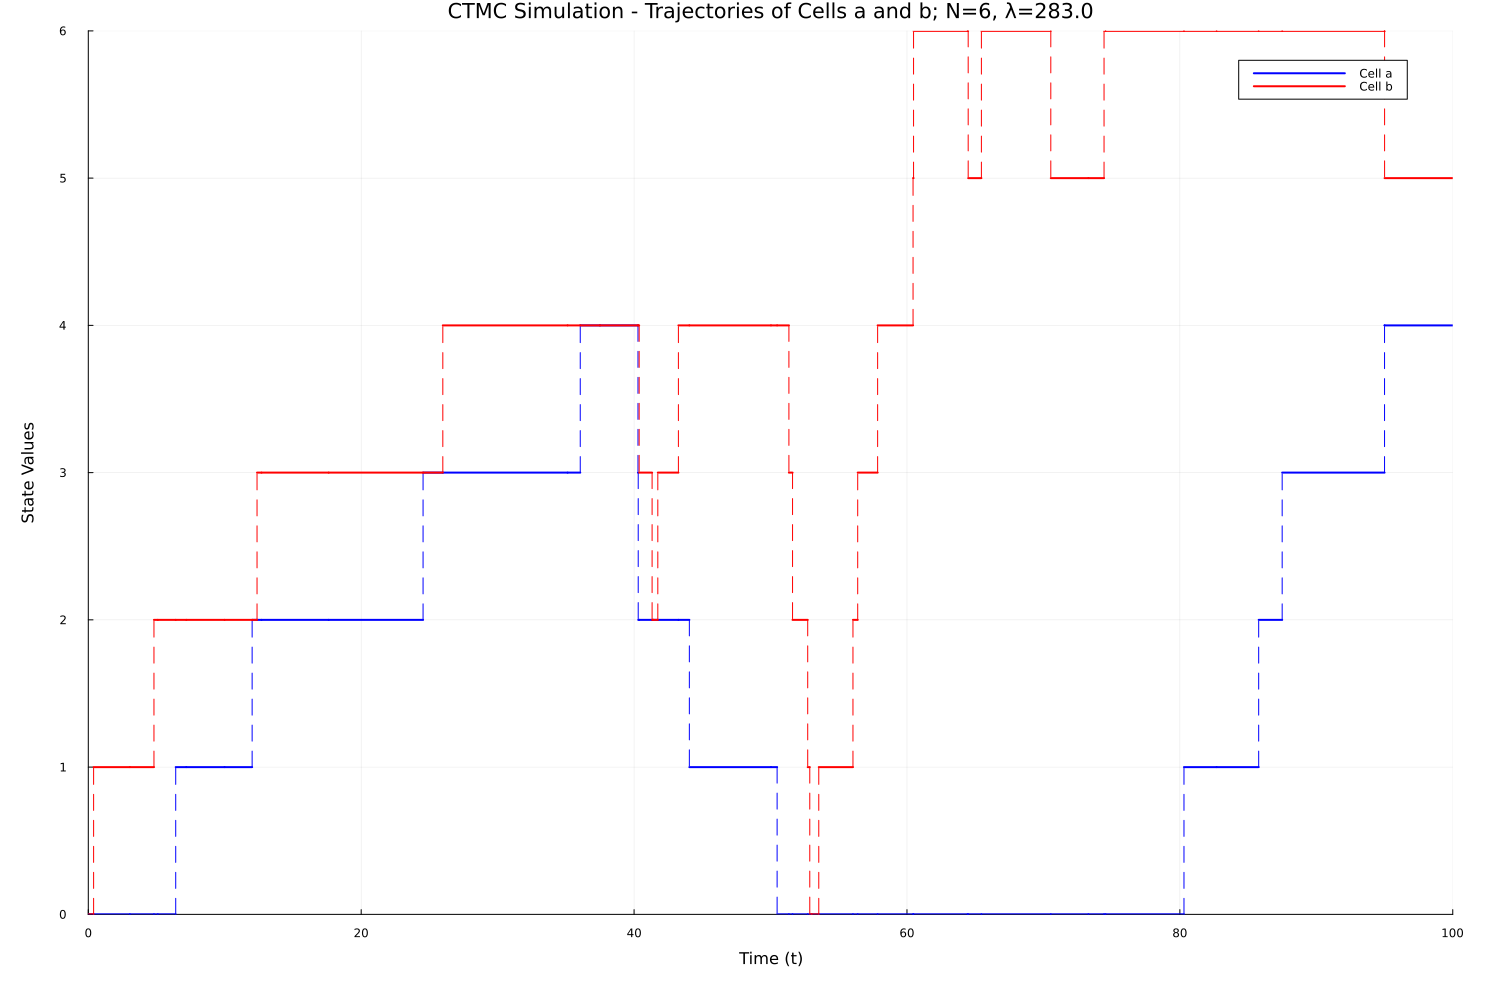 CTMC Simulation - Trajectories of Cells a and b; N=6, λ=283.0
6
Cell a
Cell b
5
4
3
2
1
0
State Values
0 20 40 60 80 100
Time (t)